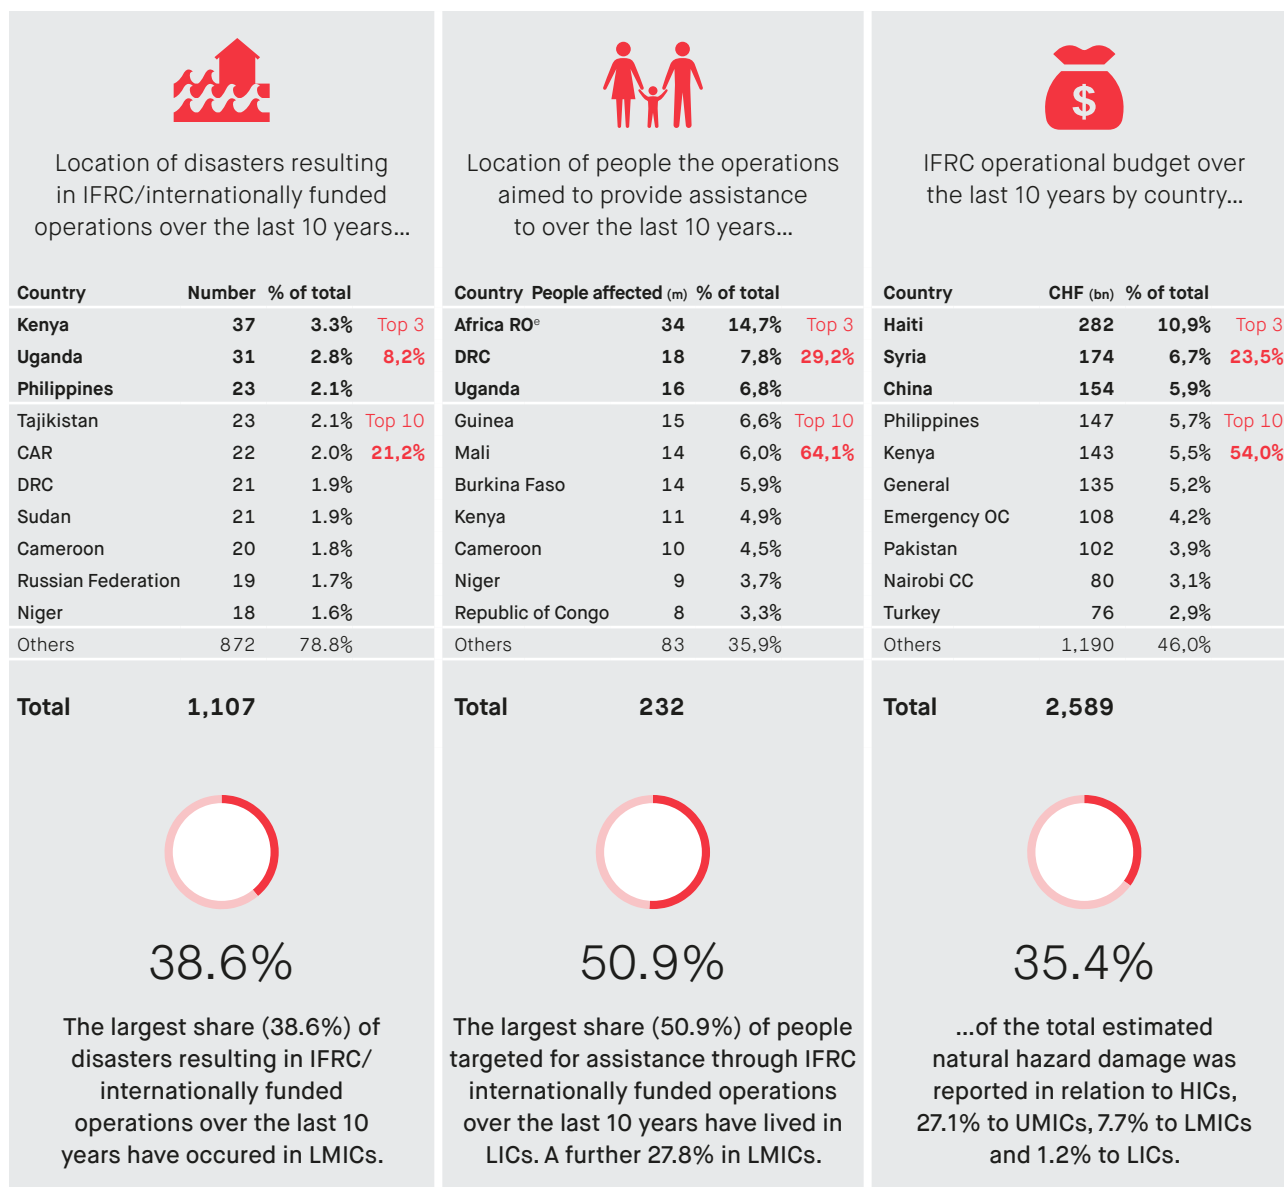 Location of disasters resulting
in IFRC/internationally funded
operations over the last 10 years...
Country Number % of total
Kenya 37 3.3% Top 3
Uganda 31 2.8% 8,2%
Philippines 23 2.1%
Tajikistan 23 2.1% Top 10
CAR 22 2.0% 21,2%
DRC 21 1.9%
Sudan 21 1.9%
Cameroon 20 1.8%
Russian Federation 19 1.7%
Niger 18 1.6%
Others 872 78.8%
Total 1,107
38.6%
The largest share (38.6%) of
disasters resulting in IFRC/
internationally funded
operations over the last 10
years have occured in LMICs.
Location of people the operations
aimed to provide assistance
to over the last 10 years...
Country People affected (m) % of total
Africa ROe 34 14,7% Top 3
DRC 18 7,8% 29,2%
Uganda 16 6,8%
Guinea 15 6,6% Top 10
Mali 14 6,0% 64,1%
Burkina Faso 14 5,9%
Kenya 11 4,9%
Cameroon 10 4,5%
Niger 9 3,7%
Republic of Congo 8 3,3%
Others 83 35,9%
Total 232
50.9%
The largest share (50.9%) of people
targeted for assistance through IFRC
internationally funded operations
over the last 10 years have lived in
LICs. A further 27.8% in LMICs.
$
IFRC operational budget over
the last 10 years by country...
Country CHF (bn) % of total
Haiti 282 10,9% Top 3
Syria 174 6,7% 23,5%
China 154 5,9%
Philippines 147 5,7% Top 10
Kenya 143 5,5% 54,0%
General 135 5,2%
Emergency OC 108 4,2%
Pakistan 102 3,9%
Nairobi CC 80 3,1%
Turkey 76 2,9%
Others 1,190 46,0%
Total 2,589
35.4%
...of the total estimated
natural hazard damage was
reported in relation to HICs,
27.1% to UMICs, 7.7% to LMICs
and 1.2% to LICs.